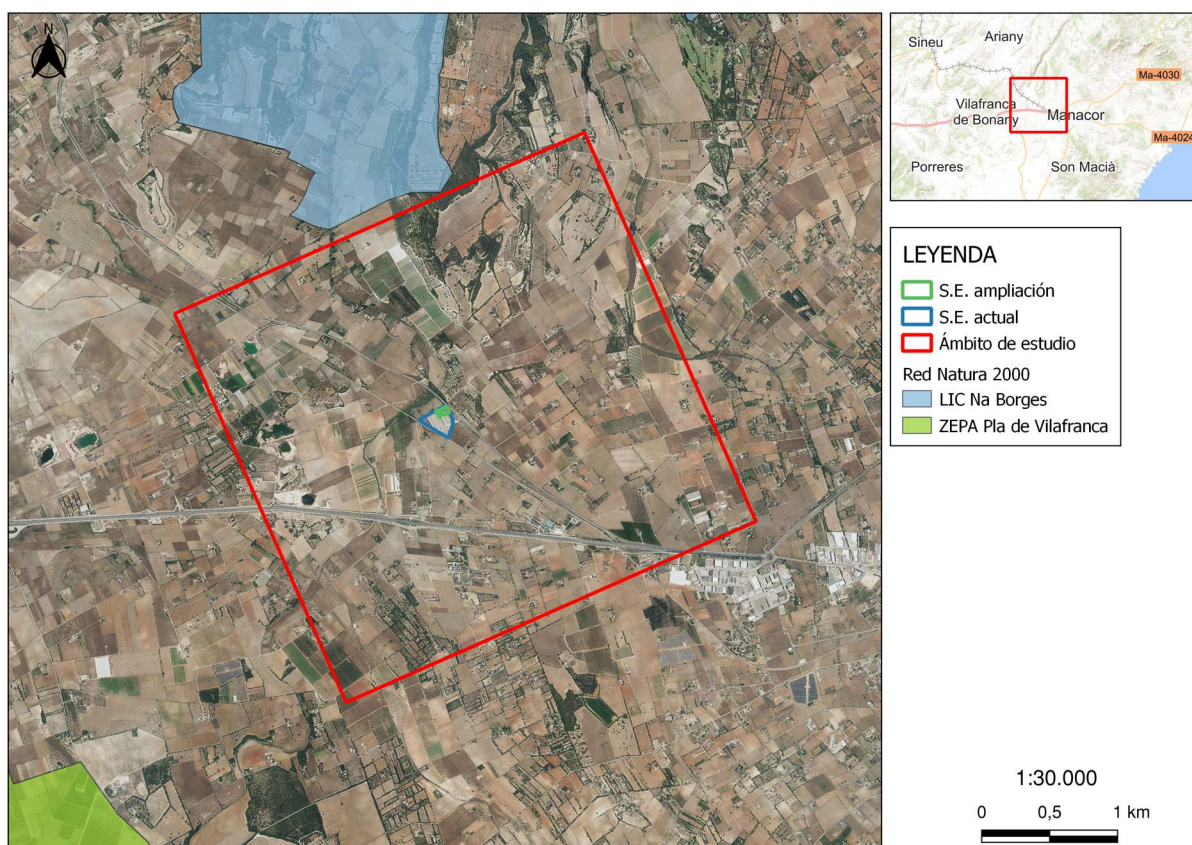 N
Sineu
Ariany
Ma-4030
Vilafranca
de Bonany
Manacor
Ma-4024
Porreres
Son Macià
LEYENDA
S.E. ampliación
S.E. actual
Ámbito de estudio
Red Natura 2000
LIC Na Borges
ZEPA Pla de Vilafranca
1:30.000
0 0,5 1 km